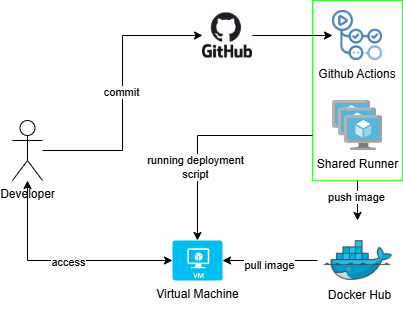 GitHub
Github Actions
commit
Shared Runner
running deployment
script
Developer
push image
access
VM
pull image
Virtual Machine
Docker Hub